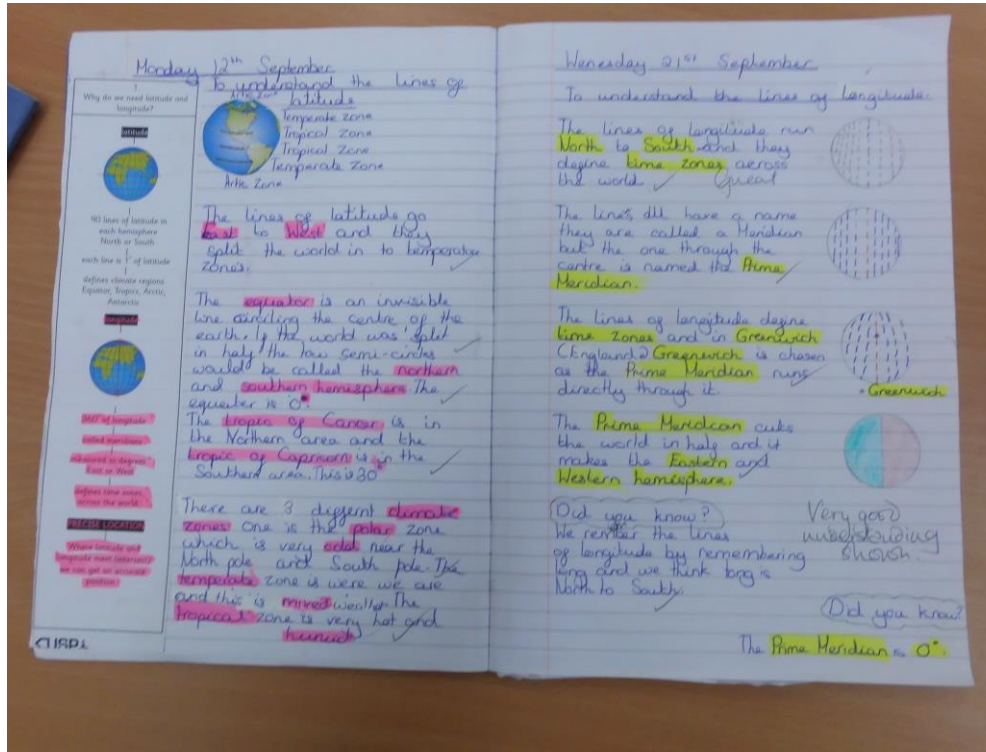 Monday 12th September
To understand the lines of
latitude
Artic Zone
Temperate Zone
Tropical Zone
Tropical Zone
Temperate Zone
Artic Zone
1
Why do we need latitude and
longitude?
latitude
90 lines of latitude in
each hemisphere
North or South
each line is 1° of latitude
defines climate regions
Equator, Tropics, Arctic,
Antarctic
longitude
360° of longitude
called meridians
measured in degrees
East or West
defines time zones
across the world
PRECISE LOCATION
Where latitude and
longitude meet (intersect)
we can get an accurate
position
The lines of latitude go
East to West and they
split the world in to temperature
zones.
The equator is an invisible
line circling the centre of the
earth. If the world was split
in half the tow semi-circles
would be called the northern
and southern hemisphere. The
equater is 0°.
The tropic of Cancer is in
the Northern area and the
tropic of Capricorn is in the
Southern area. This is 30°
There are 3 different climatic
zones. One is the polar zone
which is very cold near the
North pole and South pole. The
temperate zone is were we are
and this is mixed weather. The
tropical zone is very hot and
Wenesday 21st September
To understand the lines of longitude.
The lines of longitude run
North to South and they
define time zones across
the world
Great
The lines all have a name
they are called a Meridian
but the one through the
centre is named the Prime
Meridian.
The lines of longitude define
time zones and in Greenwich
(England) Greenwich is chosen
as the Prime Meridian runs
directly through it.
Greenwich
The Prime Meridian cuts
the world in half and it
makes the Eastern and
Western hemisphere.
Did you know?
We rember the lines
of longitude by remembering
long and we think long is
North to South.
Very good
understanding
shown.
Did you know?
The Prime Meridian is 0°.